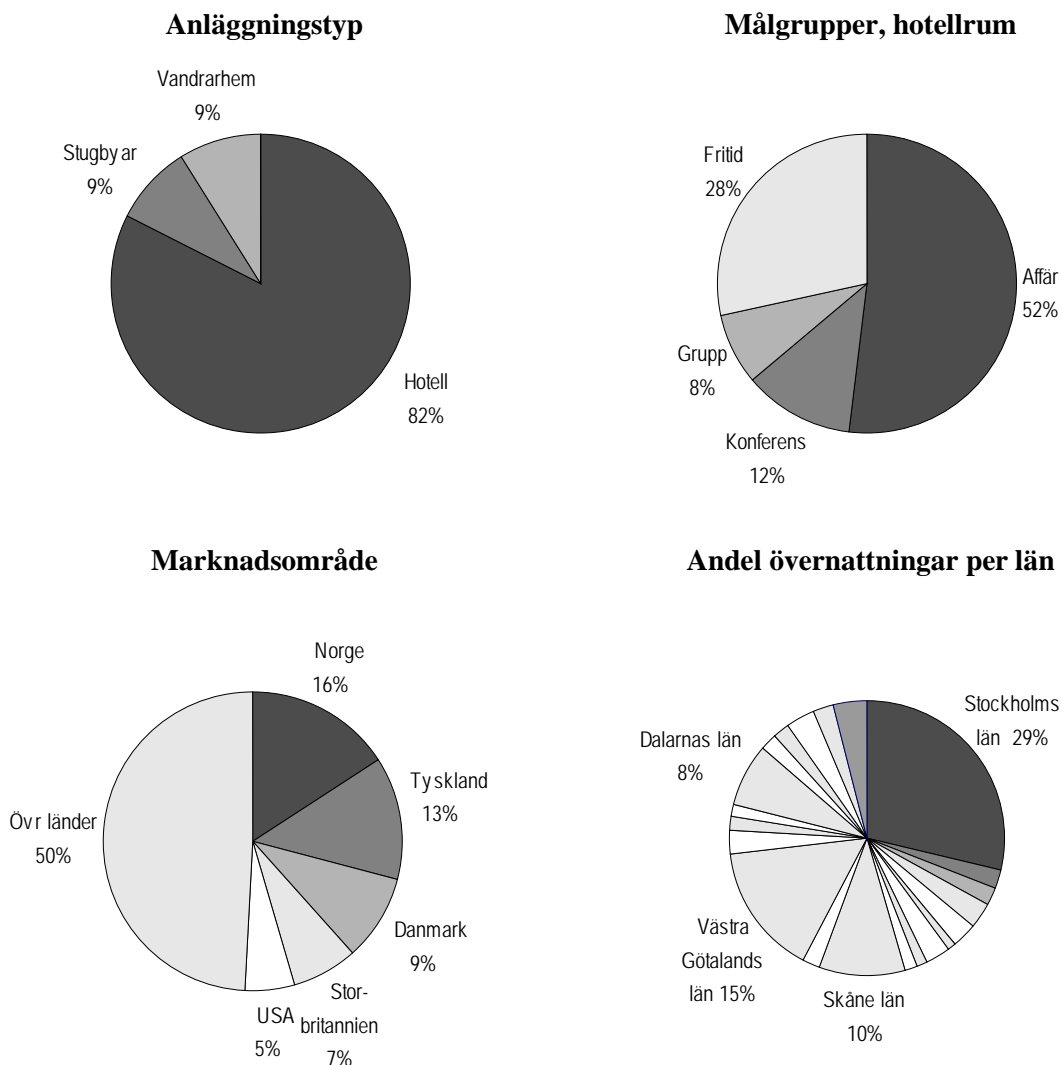 Anläggningstyp
Vandrarhem
9%
Stugbyar
9%
Hotell
82%
Målgrupper, hotellrum
Fritid
28%
Affär
52%
Grupp
8%
Konferens
12%
Marknadsområde
Norge
16%
Tyskland
13%
Övr länder
50%
Danmark
9%
Stor-
britannien
7%
USA
5%
Andel övernattningar per län
Stockholms
län 29%
Dalarnas län
8%
Västra
Götalands
län 15%
Skåne län
10%